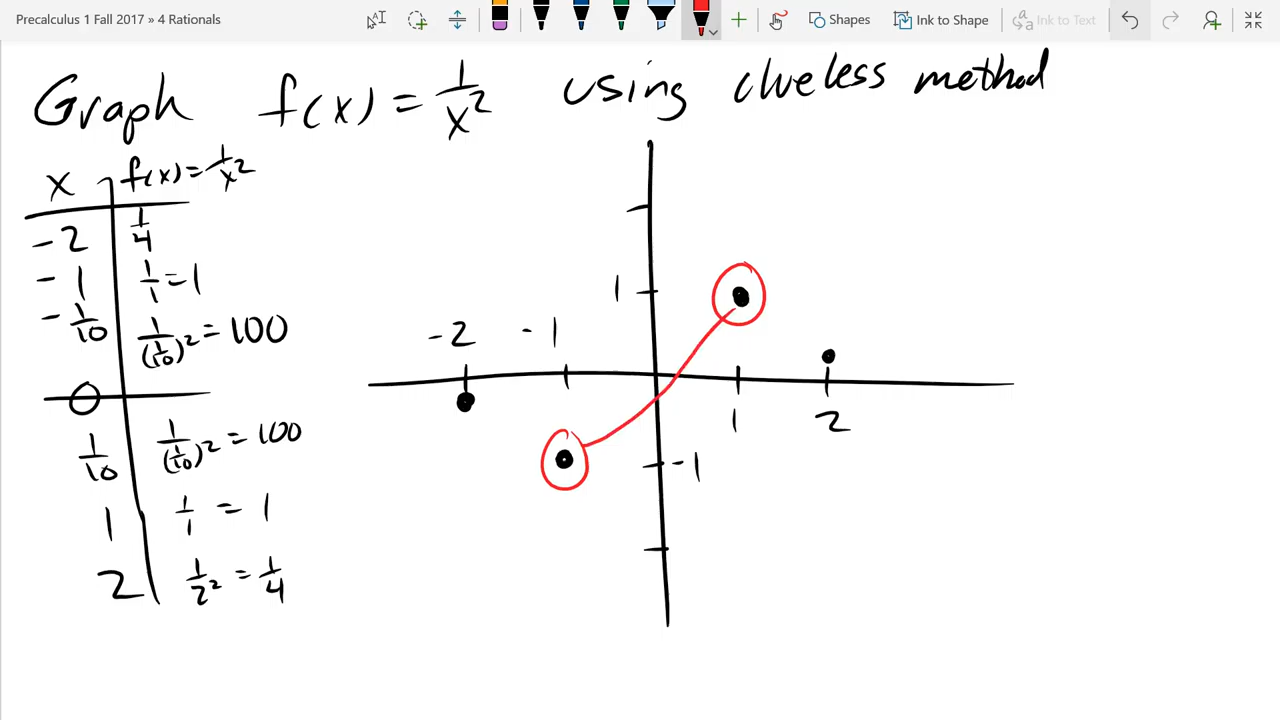 Precalculus 1 Fall 2017 » 4 Rationals
Shapes
Ink to Shape
Ink to Text
Graph f(x) = 1/x² using clueless method
x f(x) = 1/x²
-2 1/4
-1 1/1 = 1
-1/10 1/(1/10)² = 100
0
1/10 1/(1/10)² = 100
1 1/1 = 1
2 1/2² = 1/4
1
-2 -1
1 2
-1